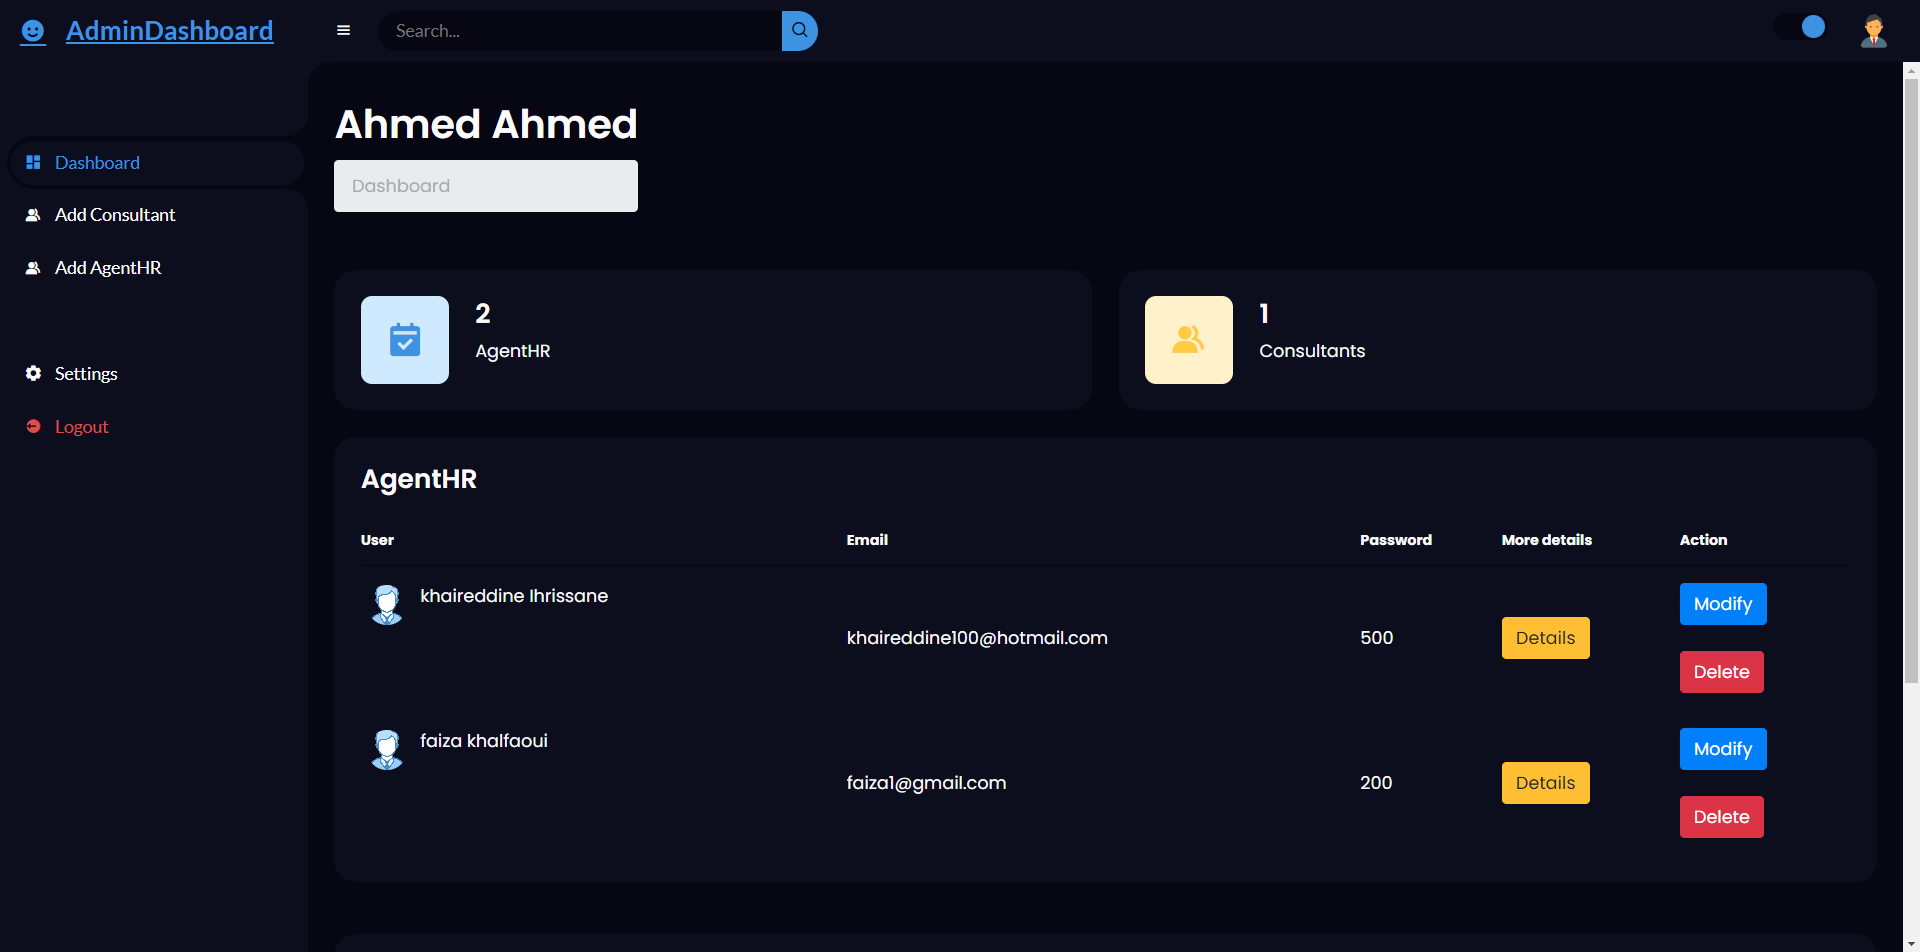 AdminDashboard
Search...
Dashboard
Add Consultant
Add AgentHR
Settings
Logout
Ahmed Ahmed
Dashboard
2
AgentHR
1
Consultants
AgentHR
User Email Password More details Action
khaireddine Ihrissane khaireddine100@hotmail.com 500 Details Modify
Delete
faiza khalfaoui faiza1@gmail.com 200 Details Modify
Delete